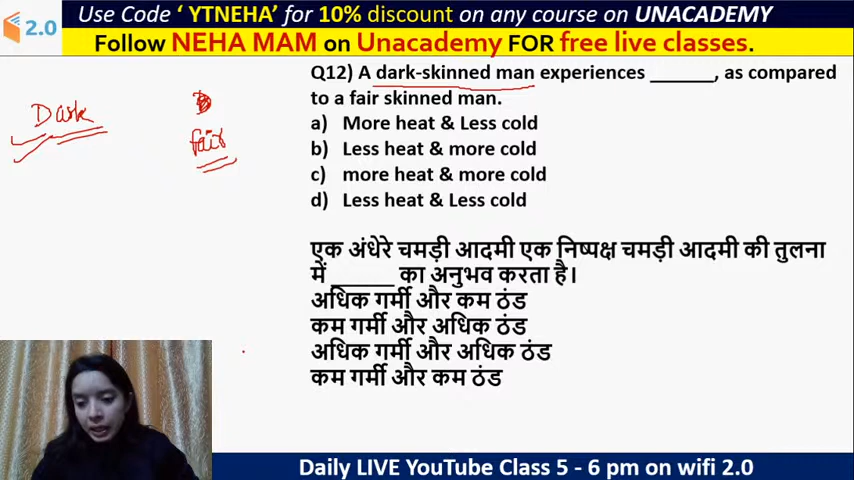 Use Code ‘ YTNEHA’ for 10% discount on any course on UNACADEMY
2.0
Follow NEHA MAM on Unacademy FOR free live classes.
Q12) A dark-skinned man experiences ______, as compared
to a fair skinned man.
a) More heat & Less cold
b) Less heat & more cold
c) more heat & more cold
d) Less heat & Less cold
Dark
fair
एक अंधेरे चमड़ी आदमी एक निष्पक्ष चमड़ी आदमी की तुलना
में ______ का अनुभव करता है।
अधिक गर्मी और कम ठंड
कम गर्मी और अधिक ठंड
अधिक गर्मी और अधिक ठंड
कम गर्मी और कम ठंड
Daily LIVE YouTube Class 5 - 6 pm on wifi 2.0